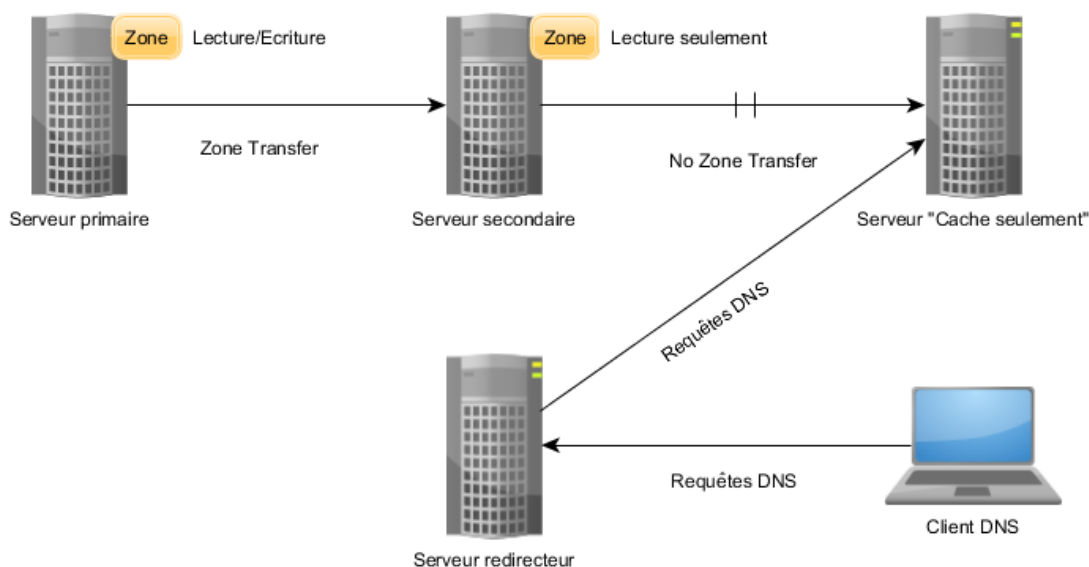 Zone
Lecture/Ecriture
Zone
Lecture seulement
Zone Transfer
No Zone Transfer
Serveur primaire
Serveur secondaire
Serveur "Cache seulement"
Requêtes DNS
Requêtes DNS
Client DNS
Serveur redirecteur